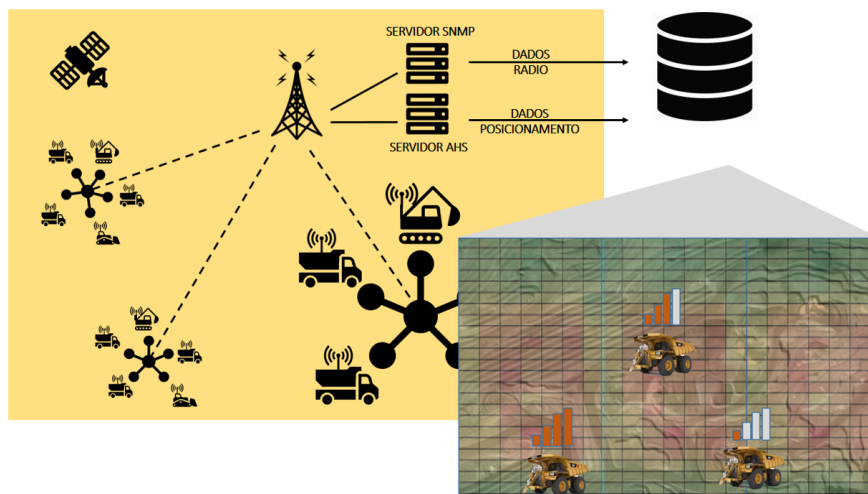 SERVIDOR SNMP
DADOS
RADIO
DADOS
POSICIONAMENTO
SERVIDOR AHS